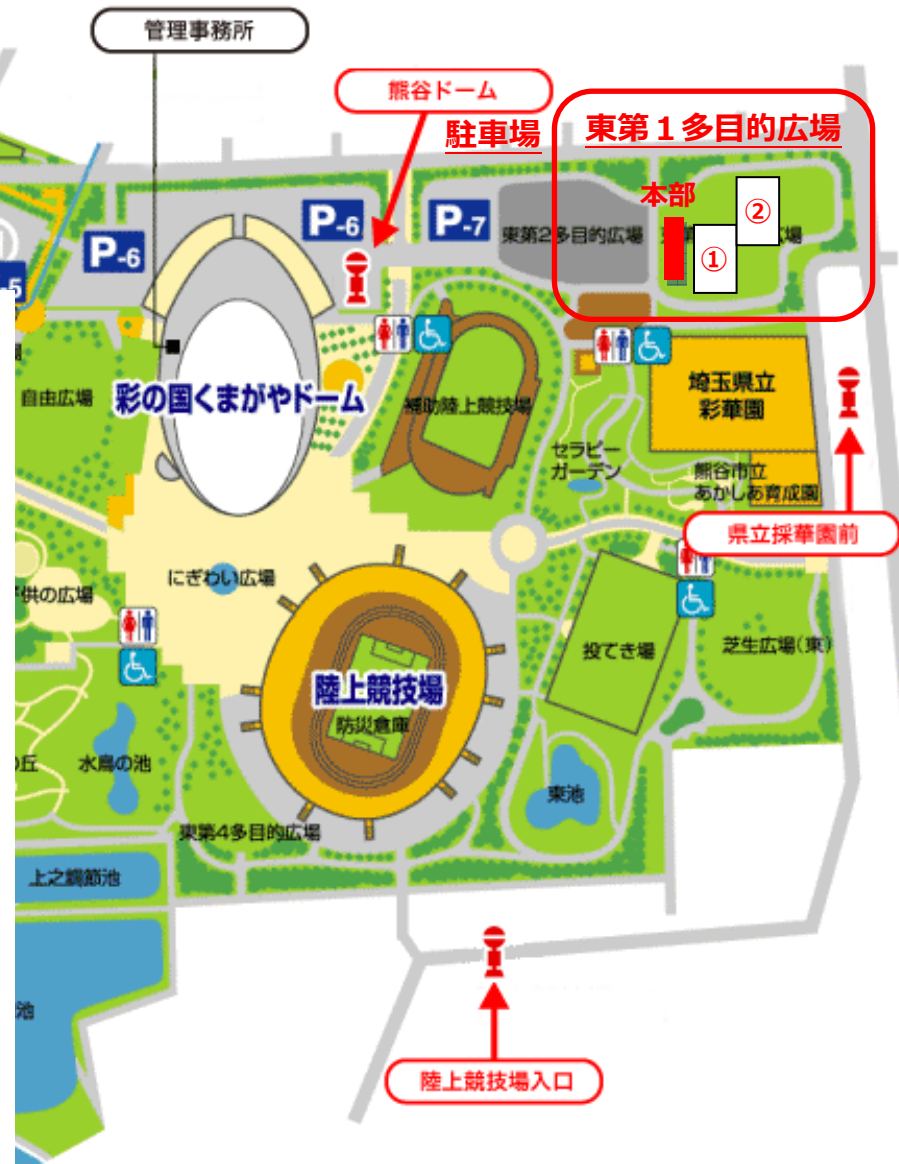 管理事務所
熊谷ドーム
駐車場
東第１多目的広場
本部
②
①
P-6
P-7
P-6
-5
東第2多目的広場
場
自由広場
彩の国くまがやドーム
補助陸上競技場
埼玉県立
彩華園
セラピー
ガーデン
熊谷市立
あかしあ育成園
県立採華園前
にぎわい広場
供の広場
投てき場
芝生広場(東)
陸上競技場
防災倉庫
丘
水鳥の池
東池
東第4多目的広場
上之調節池
池
陸上競技場入口